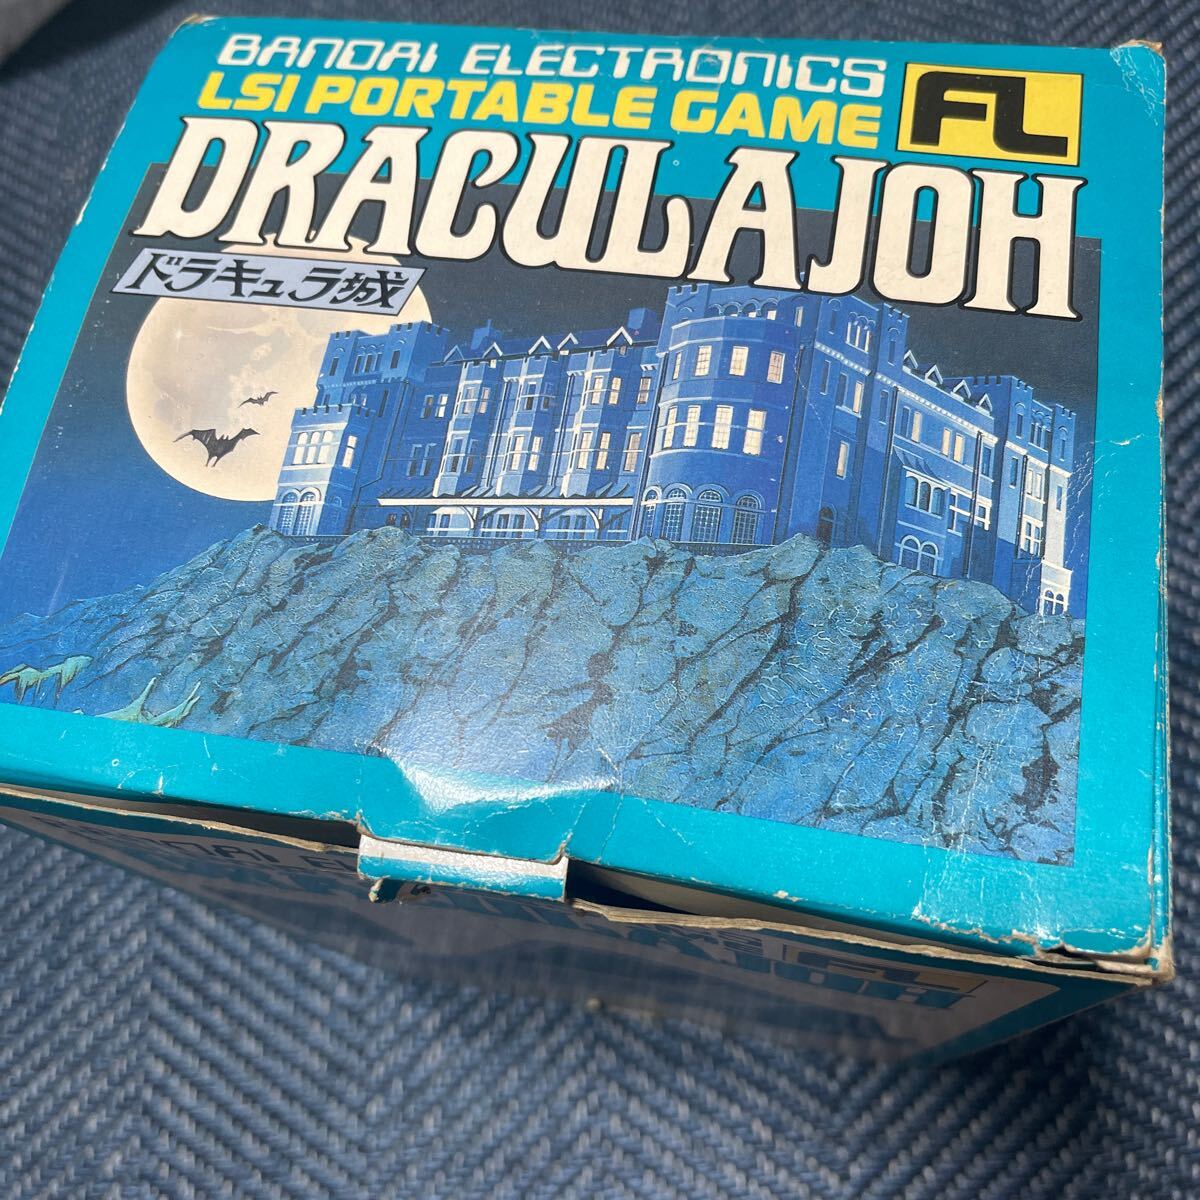 BANDAI ELECTRONICS
LSI PORTABLE GAME
FL
DRACULAJOH
ドラキュラ城